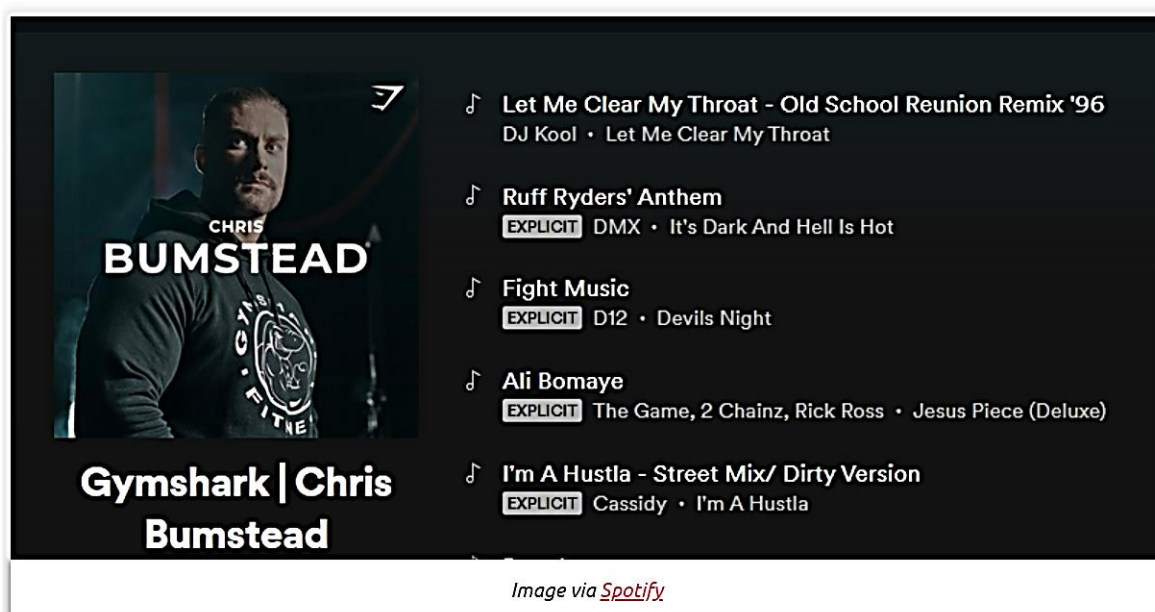 CHRIS
BUMSTEAD
GYMSHARK
FITNE
Gymshark | Chris
Bumstead
Let Me Clear My Throat - Old School Reunion Remix '96
DJ Kool • Let Me Clear My Throat
Ruff Ryders' Anthem
EXPLICIT DMX • It's Dark And Hell Is Hot
Fight Music
EXPLICIT D12 • Devils Night
Ali Bomaye
EXPLICIT The Game, 2 Chainz, Rick Ross • Jesus Piece (Deluxe)
I'm A Hustla - Street Mix/ Dirty Version
EXPLICIT Cassidy • I'm A Hustla
Image via Spotify